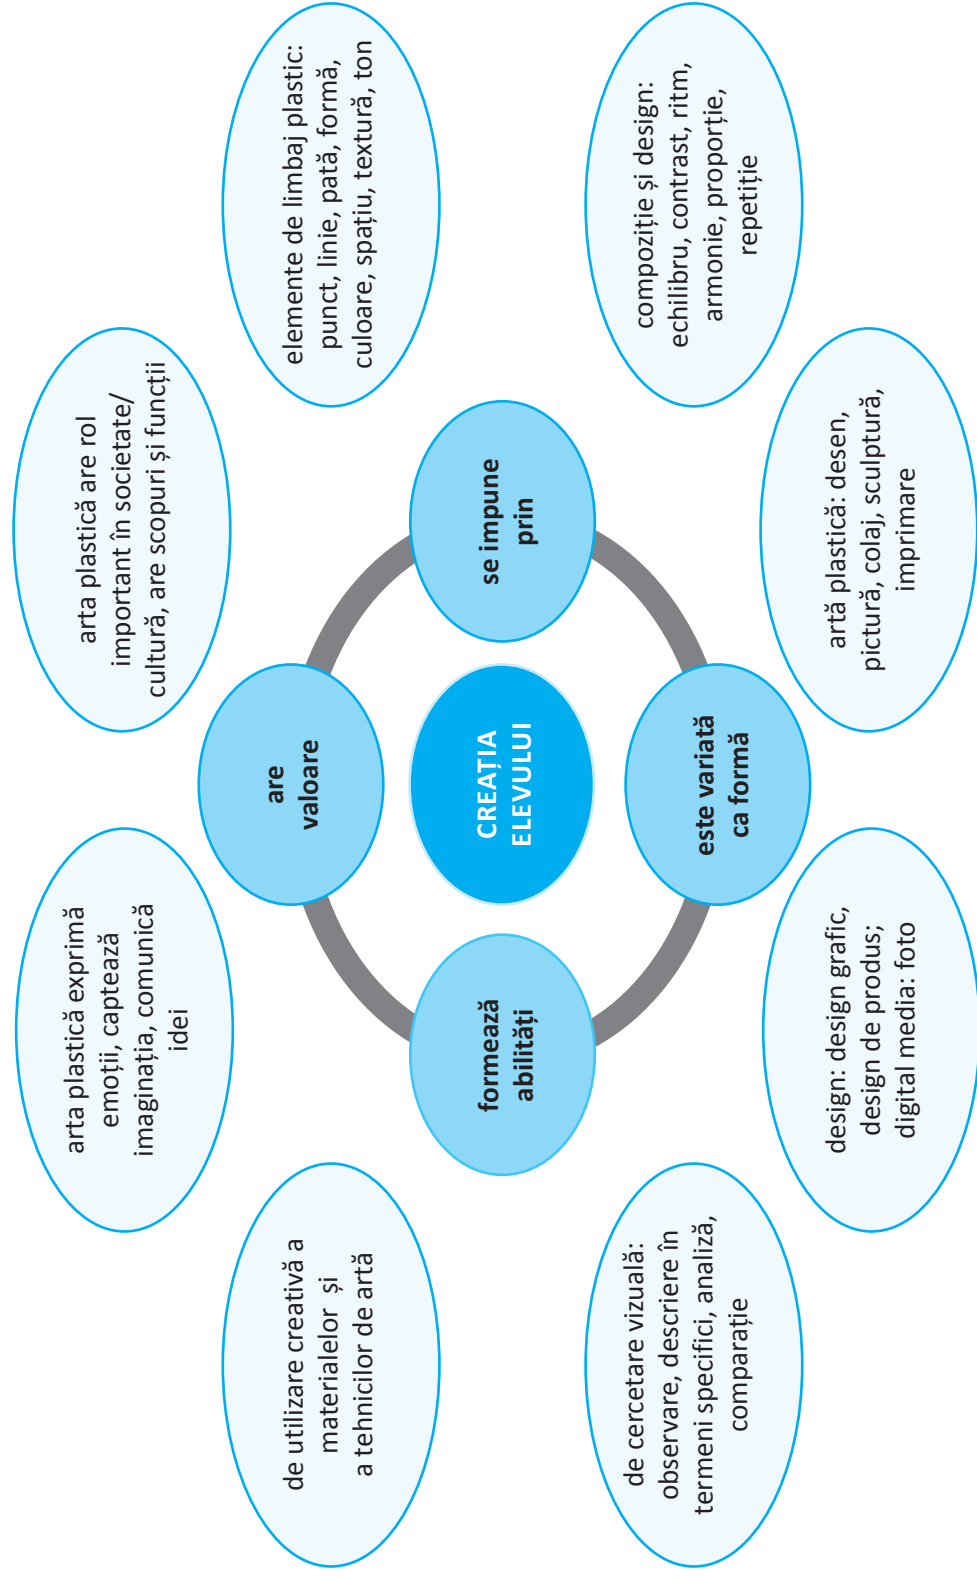 arta plastică exprimă
emoții, captează
imaginația, comunică
idei
arta plastică are rol
important în societate/
cultură, are scopuri și funcții
de utilizare creativă a
materialelor și
a tehnicilor de artă
are
valoare
elemente de limbaj plastic:
punct, linie, pată, formă,
culoare, spațiu, textură, ton
formează
abilități
CREAȚIA
ELEVULUI
se impune
prin
de cercetare vizuală:
observare, descriere în
termeni specifici, analiză,
comparație
este variată
ca formă
compoziție și design:
echilibru, contrast, ritm,
armonie, proporție,
repetiție
design: design grafic,
design de produs;
digital media: foto
artă plastică: desen,
pictură, colaj, sculptură,
imprimare